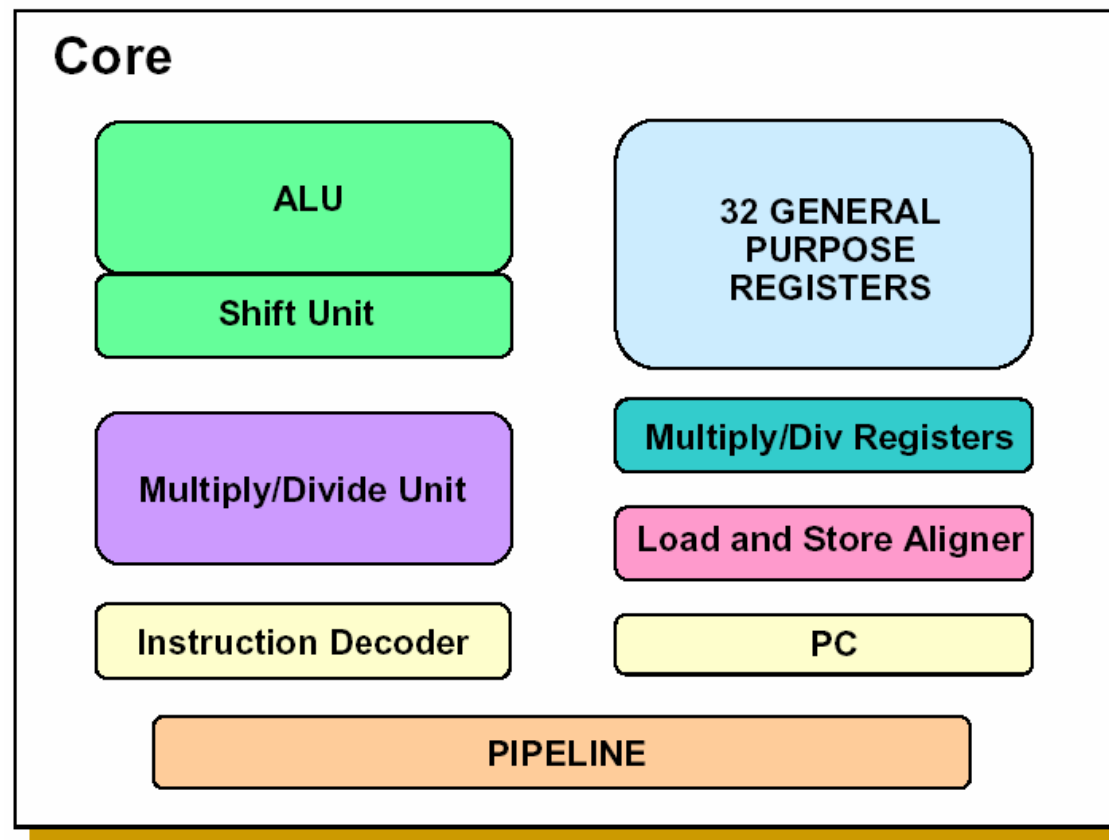 Core
ALU
Shift Unit
Multiply/Divide Unit
Instruction Decoder
32 GENERAL
PURPOSE
REGISTERS
Multiply/Div Registers
Load and Store Aligner
PC
PIPELINE